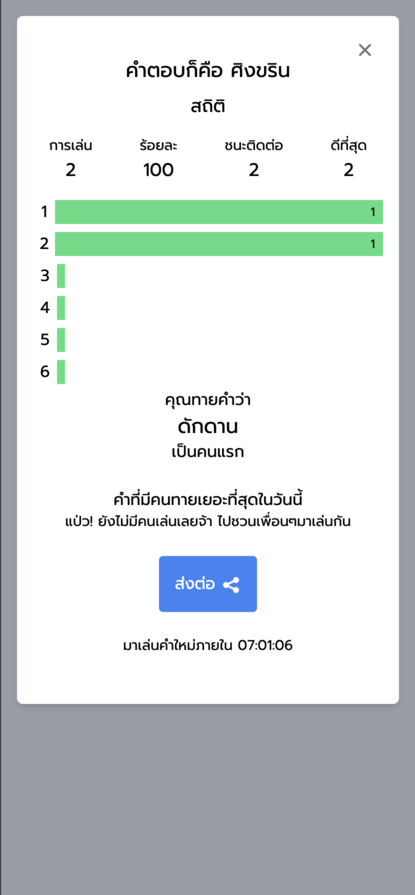 คำตอบก็คือ ศิงขริน
สถิติ
การเล่น ร้อยละ ชนะติดต่อ ดีที่สุด
2 100 2 2
1 1
2 1
3
4
5
6
คุณทายคำว่า
ดักดาน
เป็นคนแรก
คำที่มีคนทายเยอะที่สุดในวันนี้
แป่ว! ยังไม่มีคนเล่นเลยจ้า ไปชวนเพื่อนๆมาเล่นกัน
ส่งต่อ
มาเล่นคำใหม่ภายใน 07:01:06